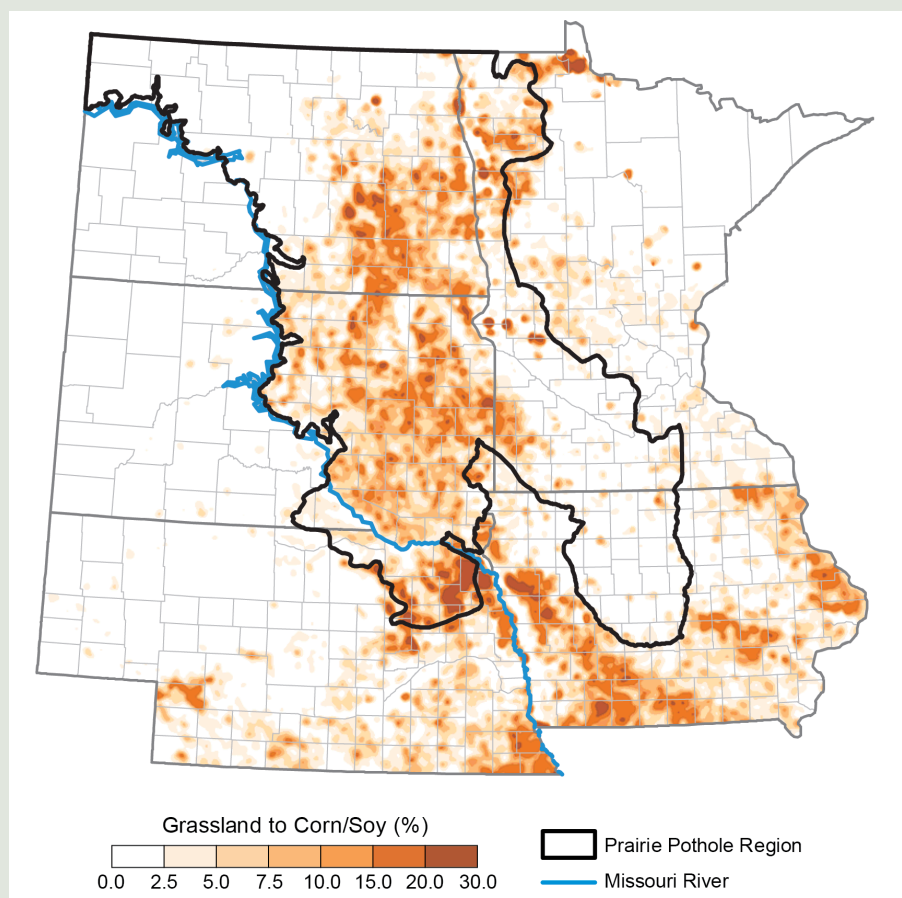 Grassland to Corn/Soy (%)
0.0 2.5 5.0 7.5 10.0 15.0 20.0 30.0
Prairie Pothole Region
Missouri River